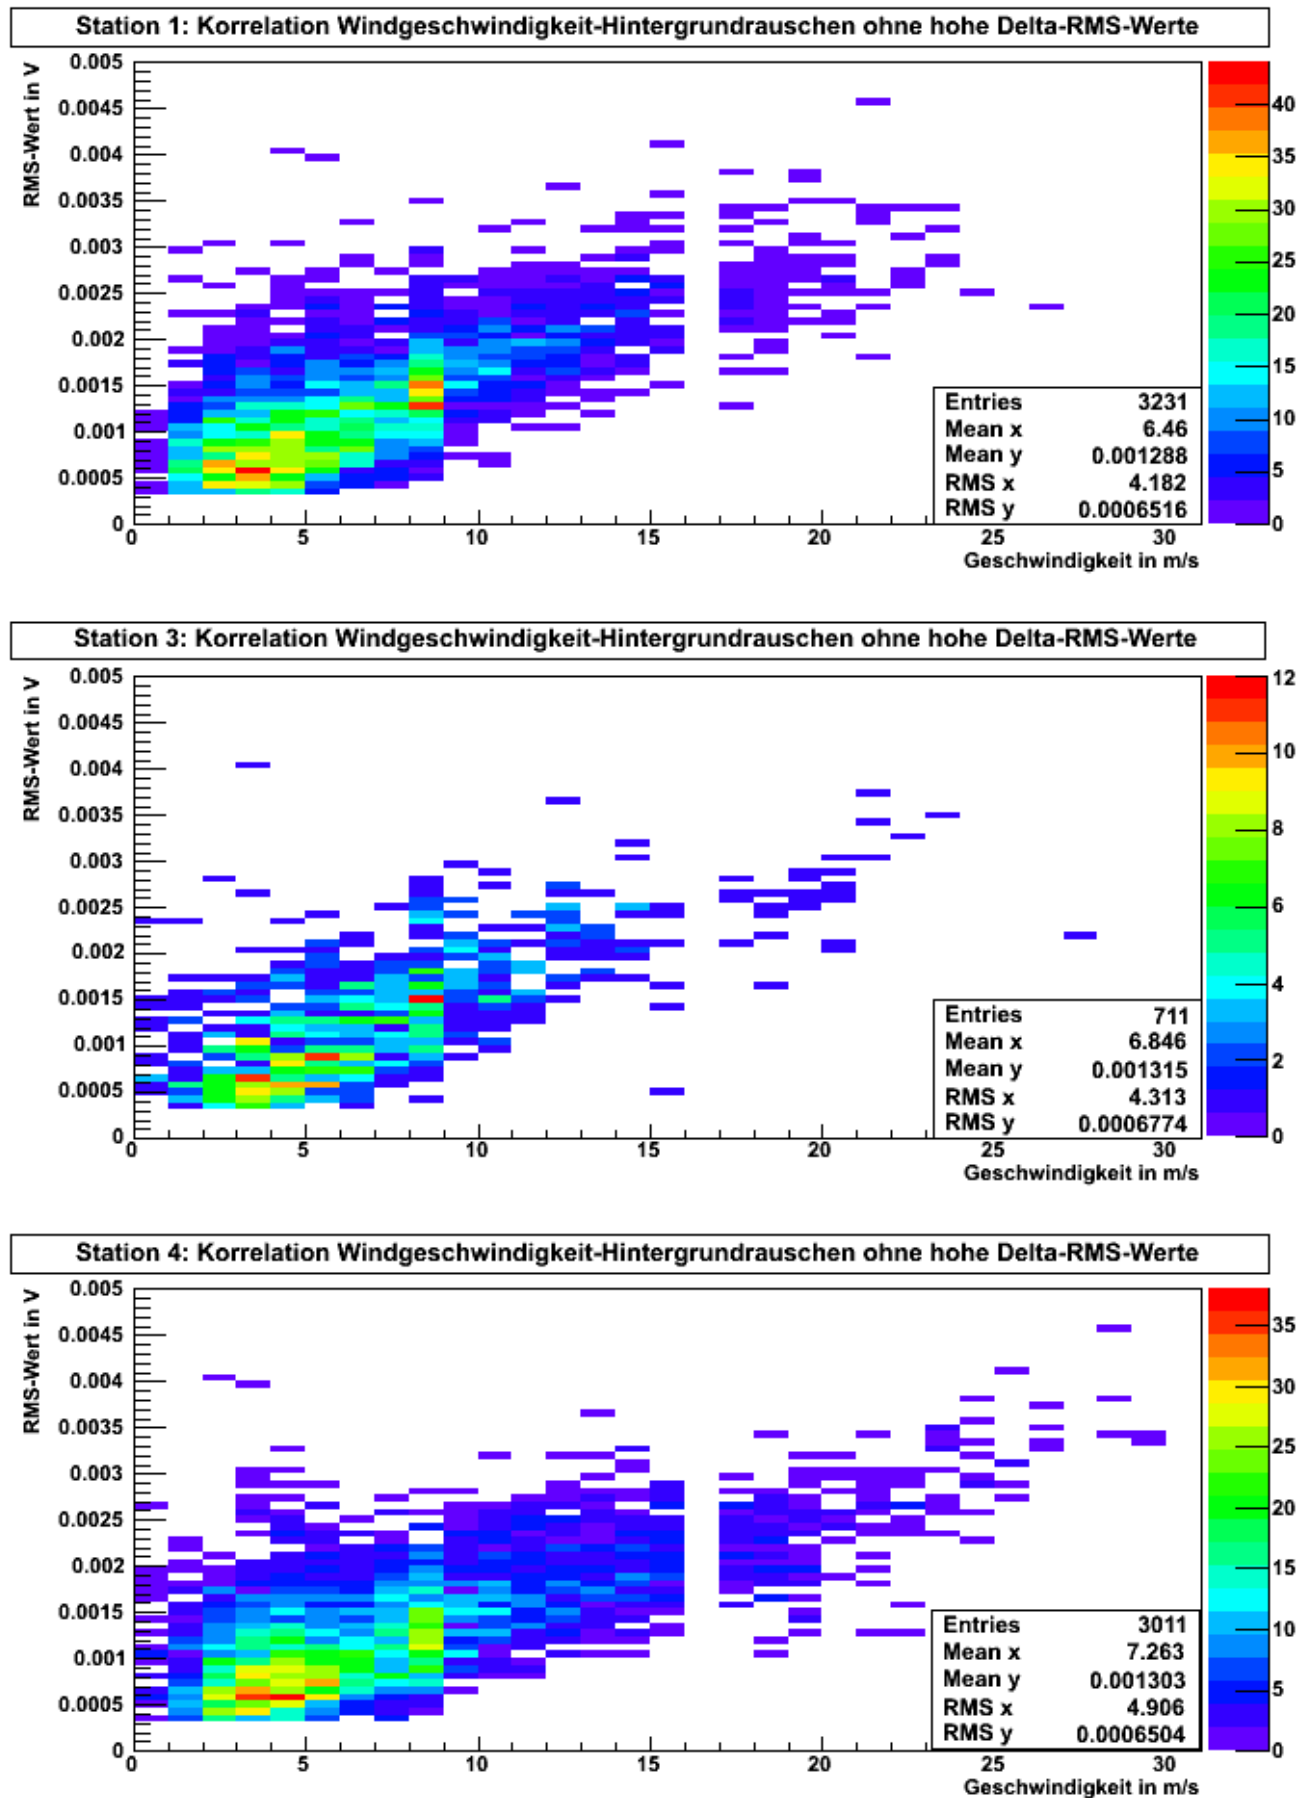 Station 1: Korrelation Windgeschwindigkeit-Hintergrundrauschen ohne hohe Delta-RMS-Werte
RMS-Wert in V
0.005
0.0045
0.004
0.0035
0.003
0.0025
0.002
0.0015
0.001
0.0005
0
0 5 10 15 20 25 30
Geschwindigkeit in m/s
Entries 3231
Mean x 6.46
Mean y 0.001288
RMS x 4.182
RMS y 0.0006516
40
35
30
25
20
15
10
5
0
Station 3: Korrelation Windgeschwindigkeit-Hintergrundrauschen ohne hohe Delta-RMS-Werte
RMS-Wert in V
0.005
0.0045
0.004
0.0035
0.003
0.0025
0.002
0.0015
0.001
0.0005
0
0 5 10 15 20 25 30
Geschwindigkeit in m/s
Entries 711
Mean x 6.846
Mean y 0.001315
RMS x 4.313
RMS y 0.0006774
12
10
8
6
4
2
0
Station 4: Korrelation Windgeschwindigkeit-Hintergrundrauschen ohne hohe Delta-RMS-Werte
RMS-Wert in V
0.005
0.0045
0.004
0.0035
0.003
0.0025
0.002
0.0015
0.001
0.0005
0
0 5 10 15 20 25 30
Geschwindigkeit in m/s
Entries 3011
Mean x 7.263
Mean y 0.001303
RMS x 4.906
RMS y 0.0006504
35
30
25
20
15
10
5
0